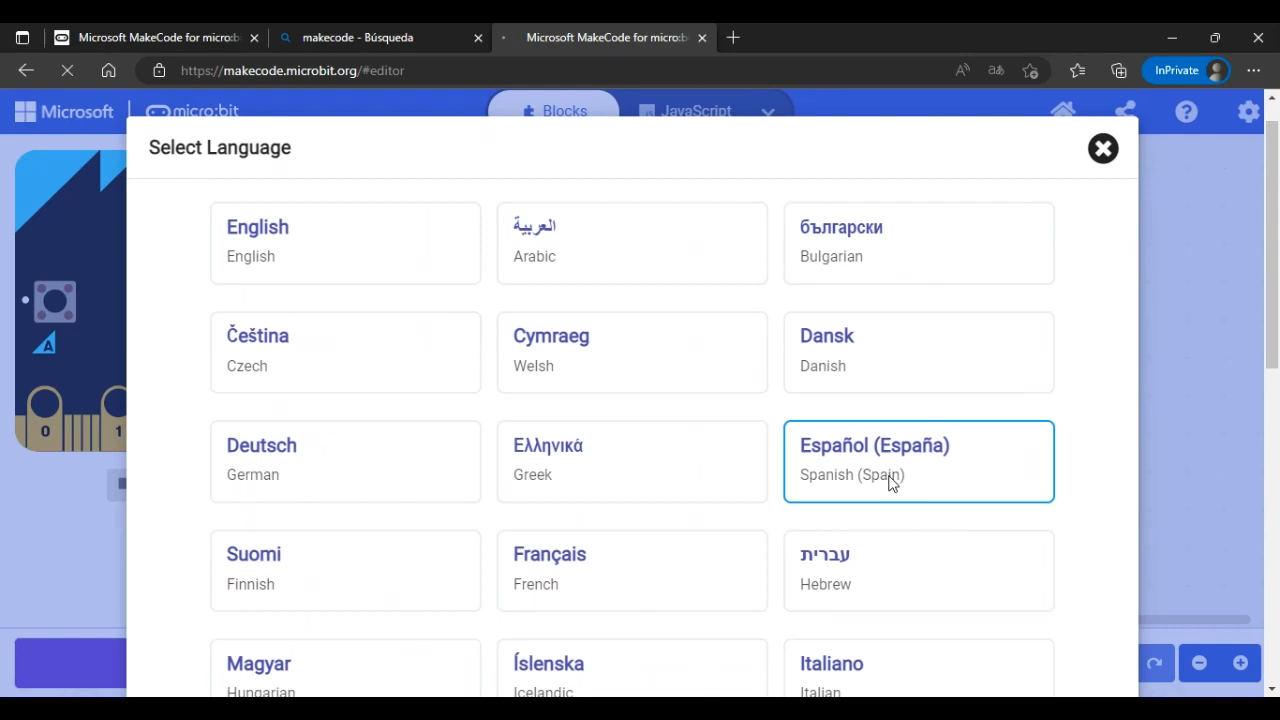 Microsoft MakeCode for micro:b
makecode - Búsqueda
Microsoft MakeCode for micro:b
https://makecode.microbit.org/#editor
InPrivate
Microsoft
micro:bit
Blocks
JavaScript
Select Language
English
English
العربية
Arabic
български
Bulgarian
Čeština
Czech
Cymraeg
Welsh
Dansk
Danish
Deutsch
German
Ελληνικά
Greek
Español (España)
Spanish (Spain)
Suomi
Finnish
Français
French
עברית
Hebrew
Magyar
Hungarian
Íslenska
Icelandic
Italiano
Italian
A
0
1